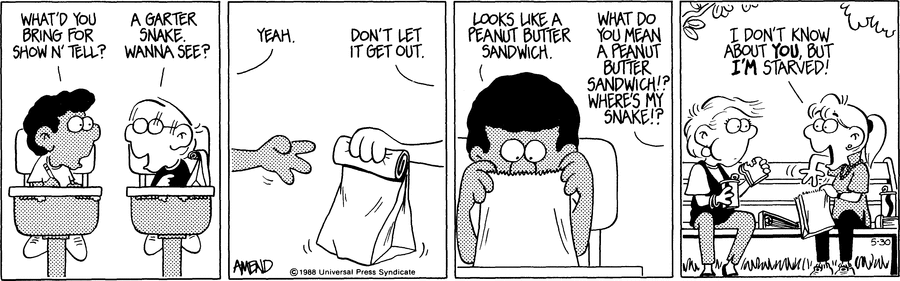 WHAT'D YOU
BRING FOR
SHOW N' TELL?
A GARTER
SNAKE.
WANNA SEE?
YEAH.
DON'T LET
IT GET OUT.
AMEND
©1988 Universal Press Syndicate
LOOKS LIKE A
PEANUT BUTTER
SANDWICH.
WHAT DO
YOU MEAN
A PEANUT
BUTTER
SANDWICH!?
WHERE'S MY
SNAKE!?
I DON'T KNOW
ABOUT YOU, BUT
I'M STARVED!
5-30